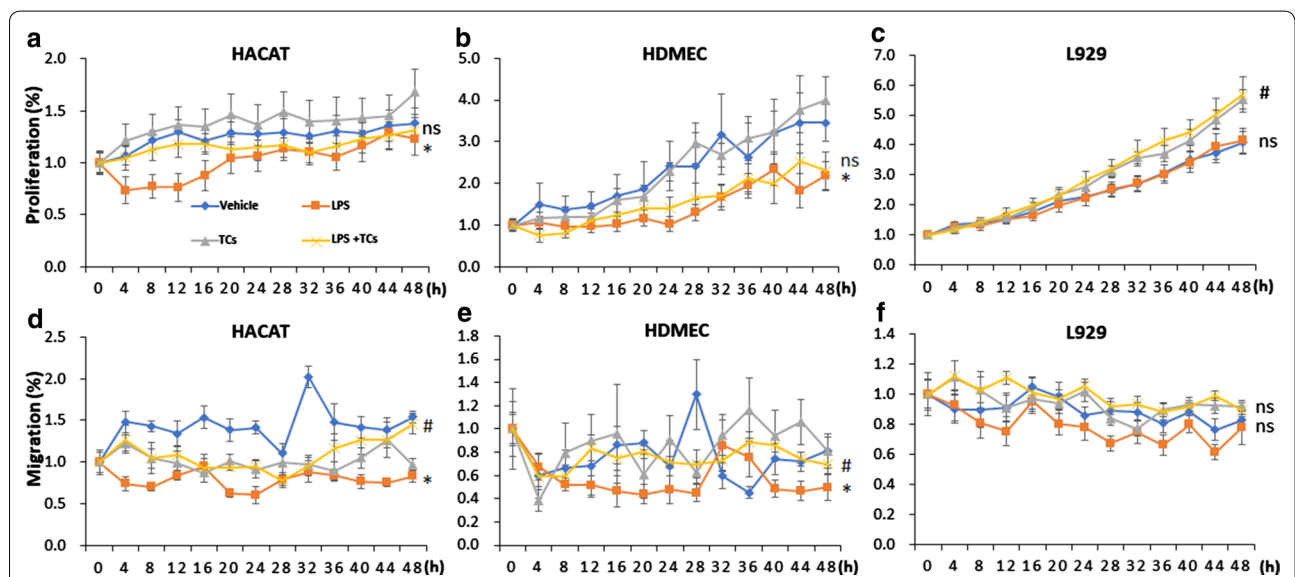 a
HACAT
2.0
1.5
1.0
0.5
0.0
Proliferation (%)
ns
*
Vehicle
LPS
TCs
LPS +TCs
0 4 8 12 16 20 24 28 32 36 40 44 48 (h)
b
HDMEC
5.0
4.0
3.0
2.0
1.0
0.0
ns
*
0 4 8 12 16 20 24 28 32 36 40 44 48 (h)
c
L929
7.0
6.0
5.0
4.0
3.0
2.0
1.0
0.0
#
ns
0 4 8 12 16 20 24 28 32 36 40 44 48 (h)
d
HACAT
2.5
2.0
1.5
1.0
0.5
0.0
Migration (%)
#
*
0 4 8 12 16 20 24 28 32 36 40 44 48 (h)
e
HDMEC
1.8
1.6
1.4
1.2
1.0
0.8
0.6
0.4
0.2
0.0
#
*
0 4 8 12 16 20 24 28 32 36 40 44 48 (h)
f
L929
1.4
1.2
1.0
0.8
0.6
0.4
0.2
0.0
ns
ns
0 4 8 12 16 20 24 28 32 36 40 44 48 (h)